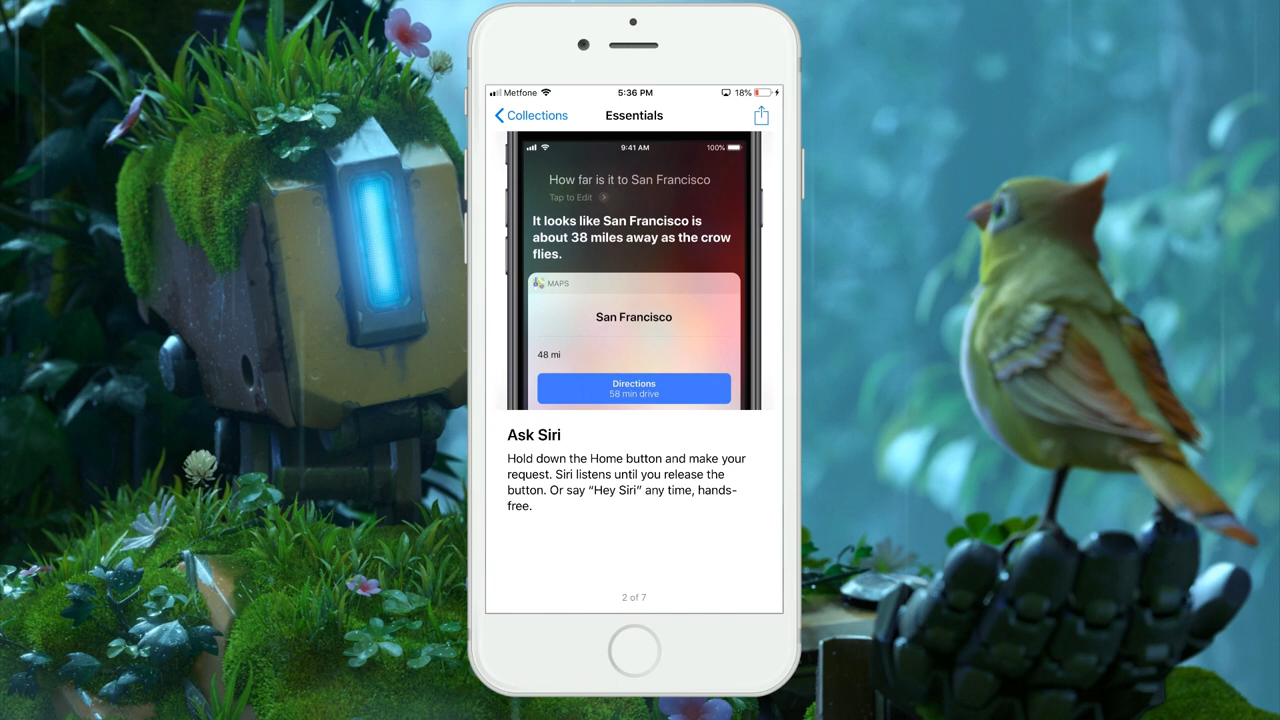 Metfone 5:36 PM 18%
Collections Essentials
9:41 AM 100%
How far is it to San Francisco
Tap to Edit
It looks like San Francisco is
about 38 miles away as the crow
flies.
MAPS
San Francisco
48 mi
Directions
58 min drive
Ask Siri
Hold down the Home button and make your
request. Siri listens until you release the
button. Or say “Hey Siri” any time, hands-
free.
2 of 7